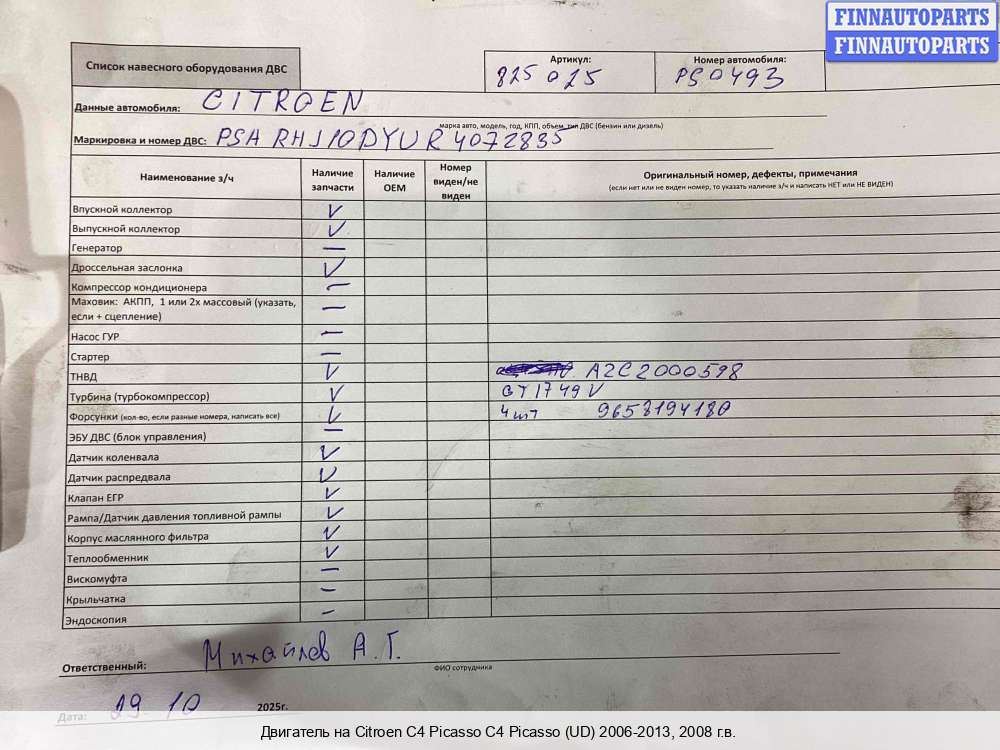 FINNAUTOPARTS
FINNAUTOPARTS
Список навесного оборудования ДВС
Артикул:
825 025
Номер автомобиля:
PS0493
Данные автомобиля: CITROEN
марка авто, модель, год, КПП, объем, тип ДВС (бензин или дизель)
Маркировка и номер ДВС: PSA RHJ10DYUR 4072835
Наименование з/ч
Наличие запчасти
Наличие ОЕМ
Номер виден/не виден
Оригинальный номер, дефекты, примечания
(если нет или не виден номер, то указать наличие з/ч и написать НЕТ или НЕ ВИДЕН)
Впускной коллектор V
Выпускной коллектор V
Генератор —
Дроссельная заслонка V
Компрессор кондиционера —
Маховик: АКПП, 1 или 2х массовый (указать,
если + сцепление) —
Насос ГУР —
Стартер —
ТНВД V A2C2000598
Турбина (турбокомпрессор) V GT1749V
Форсунки (кол-во, если разные номера, написать все) V 4 шт 9658194180
ЭБУ ДВС (блок управления) —
Датчик коленвала V
Датчик распредвала V
Клапан ЕГР V
Рампа/Датчик давления топливной рампы V
Корпус маслянного фильтра V
Теплообменник V
Вискомуфта —
Крыльчатка —
Эндоскопия —
Ответственный: Михайлов А.Г.
ФИО сотрудника
Дата: 29 10 2025г.
Двигатель на Citroen C4 Picasso C4 Picasso (UD) 2006-2013, 2008 г.в.